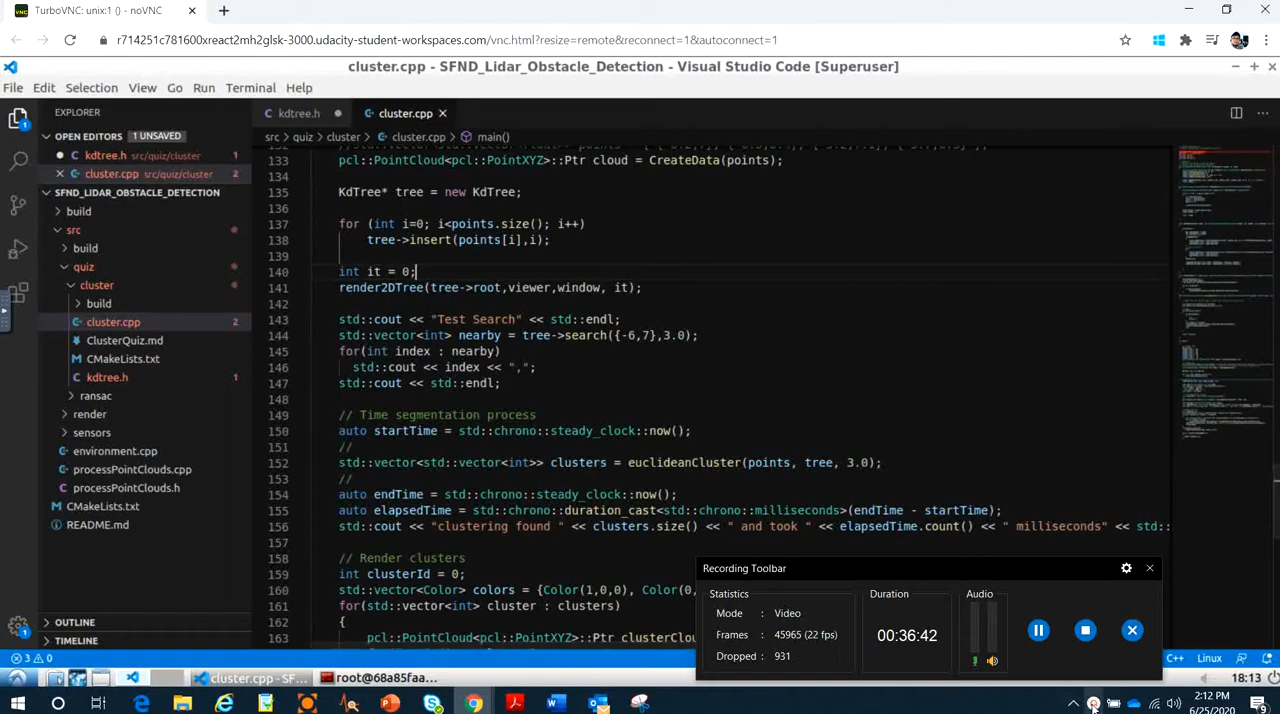 TurboVNC: unix:1 () - noVNC
r714251c781600xreact2mh2glsk-3000.udacity-student-workspaces.com/vnc.html?resize=remote&reconnect=1&autoconnect=1
cluster.cpp - SFND_Lidar_Obstacle_Detection - Visual Studio Code [Superuser]
File Edit Selection View Go Run Terminal Help
EXPLORER
kdtree.h
cluster.cpp
OPEN EDITORS 1 UNSAVED
src > quiz > cluster > cluster.cpp > main()
kdtree.h src/quiz/cluster 1
cluster.cpp src/quiz/cluster 2
SFND_LIDAR_OBSTACLE_DETECTION
build
src
build
quiz
cluster
build
cluster.cpp 2
ClusterQuiz.md
CMakeLists.txt
kdtree.h 1
ransac
render
sensors
environment.cpp
processPointClouds.cpp
processPointClouds.h
CMakeLists.txt
README.md
OUTLINE
TIMELINE
133 pcl::PointCloud<pcl::PointXYZ>::Ptr cloud = CreateData(points);
134
135 KdTree* tree = new KdTree;
136
137 for (int i=0; i<points.size(); i++)
138 tree->insert(points[i],i);
139
140 int it = 0;
141 render2DTree(tree->root,viewer,window, it);
142
143 std::cout << "Test Serch" << std::endl;
144 std::vector<int> nearby = tree->search({-6,7},3.0);
145 for(int index : nearby)
146 std::cout << index << ",";
147 std::cout << std::endl;
148
149 // Time segmentation process
150 auto startTime = std::chrono::steady_clock::now();
151 //
152 std::vector<std::vector<int>> clusters = euclideanCluster(points, tree, 3.0);
153 //
154 auto endTime = std::chrono::steady_clock::now();
155 auto elapsedTime = std::chrono::duration_cast<std::chrono::milliseconds>(endTime - startTime);
156 std::cout << "clustering found " << clusters.size() << " and took " << elapsedTime.count() << " milliseconds" << std::
157
158 // Render clusters
159 int clusterId = 0;
160 std::vector<Color> colors = {Color(1,0,0), Color(0,
161 for(std::vector<int> cluster : clusters)
162 {
163 pcl::PointCloud<pcl::PointXYZ>::Ptr clusterClou
Recording Toolbar
Statistics
Mode : Video
Frames : 45965 (22 fps)
Dropped : 931
Duration
00:36:42
Audio
3 0
C++ Linux
cluster.cpp - SF...
root@68a85faa...
18:13
2:12 PM
6/25/2020